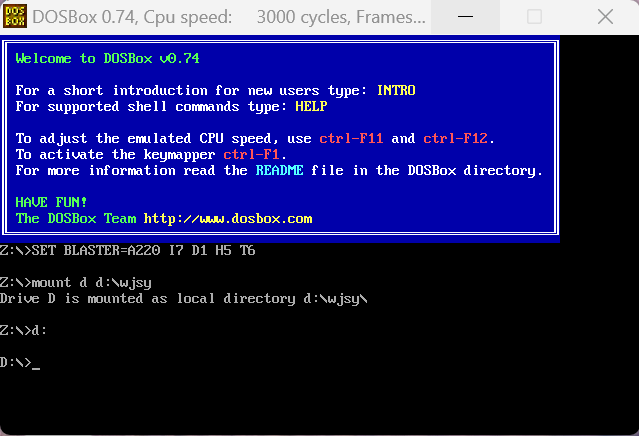 DOS
BOX
DOSBox 0.74, Cpu speed:    3000 cycles, Frames...
Welcome to DOSBox v0.74
For a short introduction for new users type: INTRO
For supported shell commands type: HELP
To adjust the emulated CPU speed, use ctrl-F11 and ctrl-F12.
To activate the keymapper ctrl-F1.
For more information read the README file in the DOSBox directory.
HAVE FUN!
The DOSBox Team http://www.dosbox.com
Z:\>SET BLASTER=A220 I7 D1 H5 T6
Z:\>mount d d:\wjsy
Drive D is mounted as local directory d:\wjsy\
Z:\>d:
D:\>_